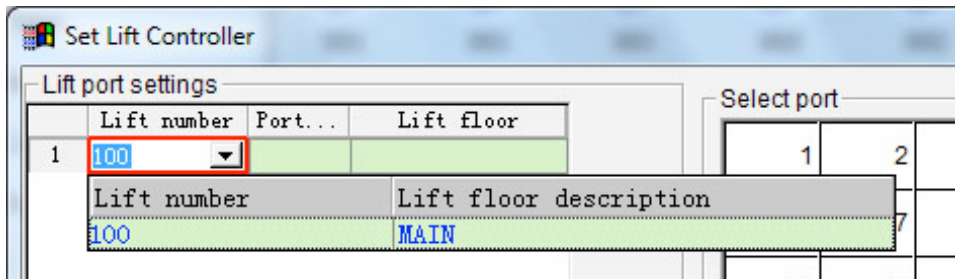 Set Lift Controller
Lift port settings
Select port
Lift number Port... Lift floor
1 100
1 2
Lift number Lift floor description
7
100 MAIN